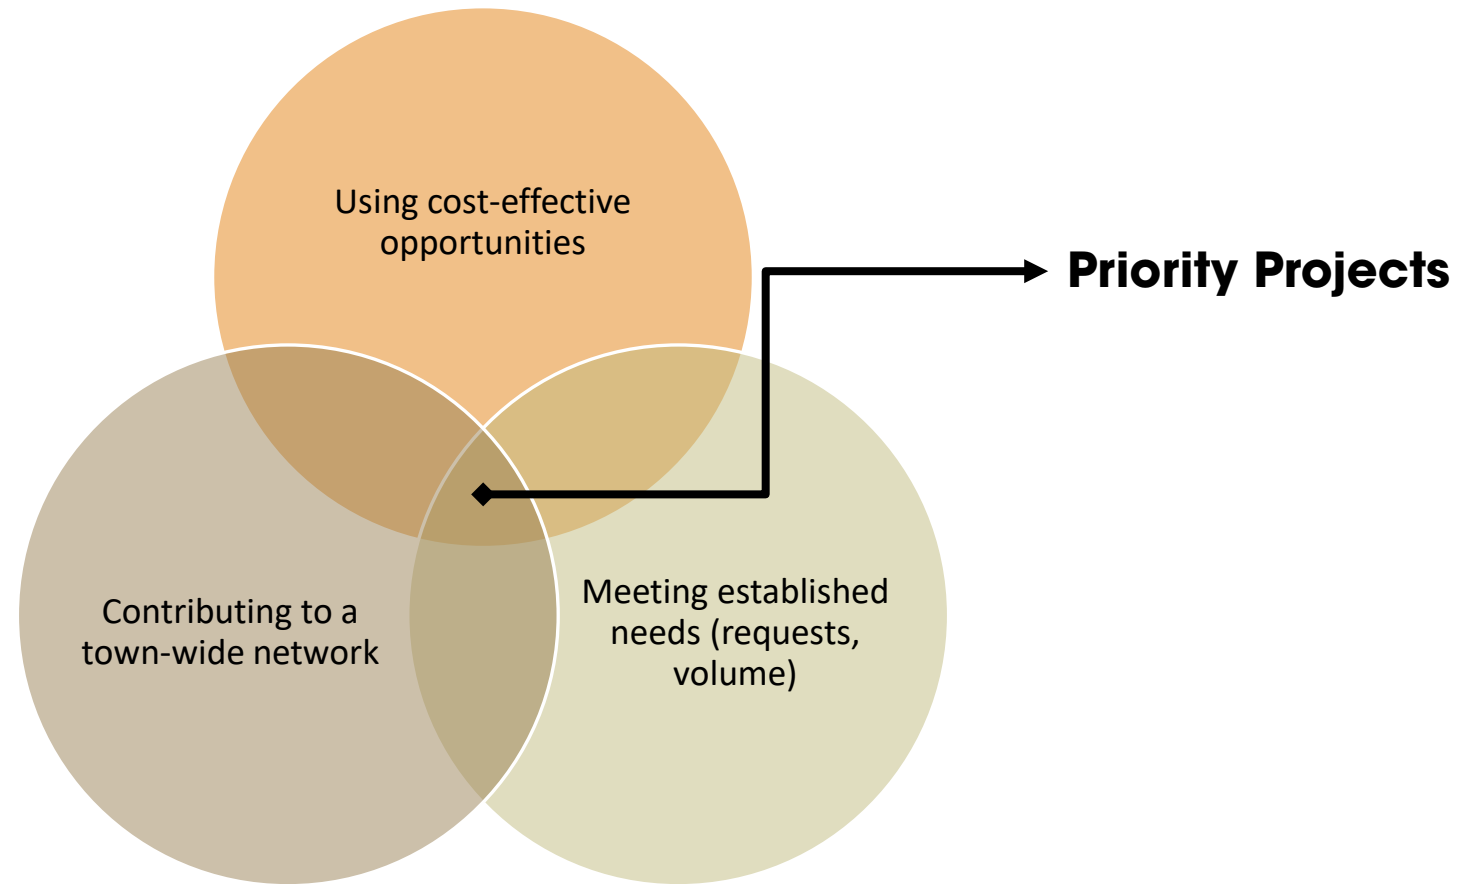 Using cost-effective
opportunities
Priority Projects
Contributing to a
town-wide network
Meeting established
needs (requests,
volume)